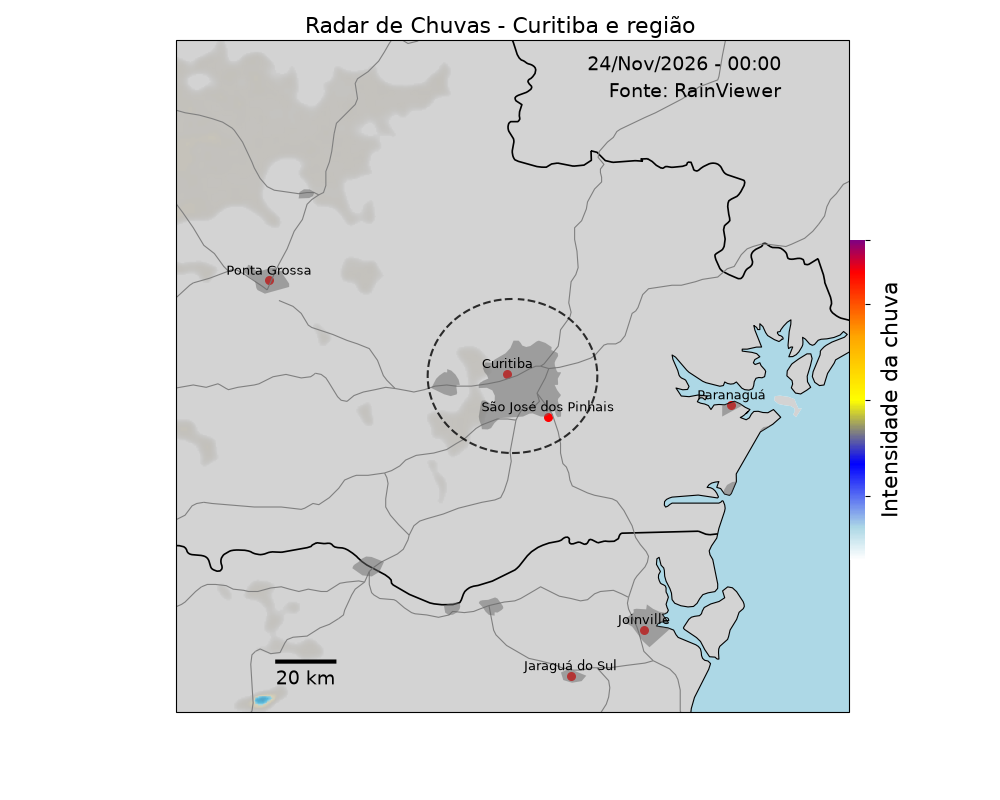 Radar de Chuvas - Curitiba e região
24/Nov/2026 - 00:00
Fonte: RainViewer
Ponta Grossa
Curitiba
Paranaguá
São José dos Pinhais
Intensidade da chuva
Joinville
Jaraguá do Sul
20 km